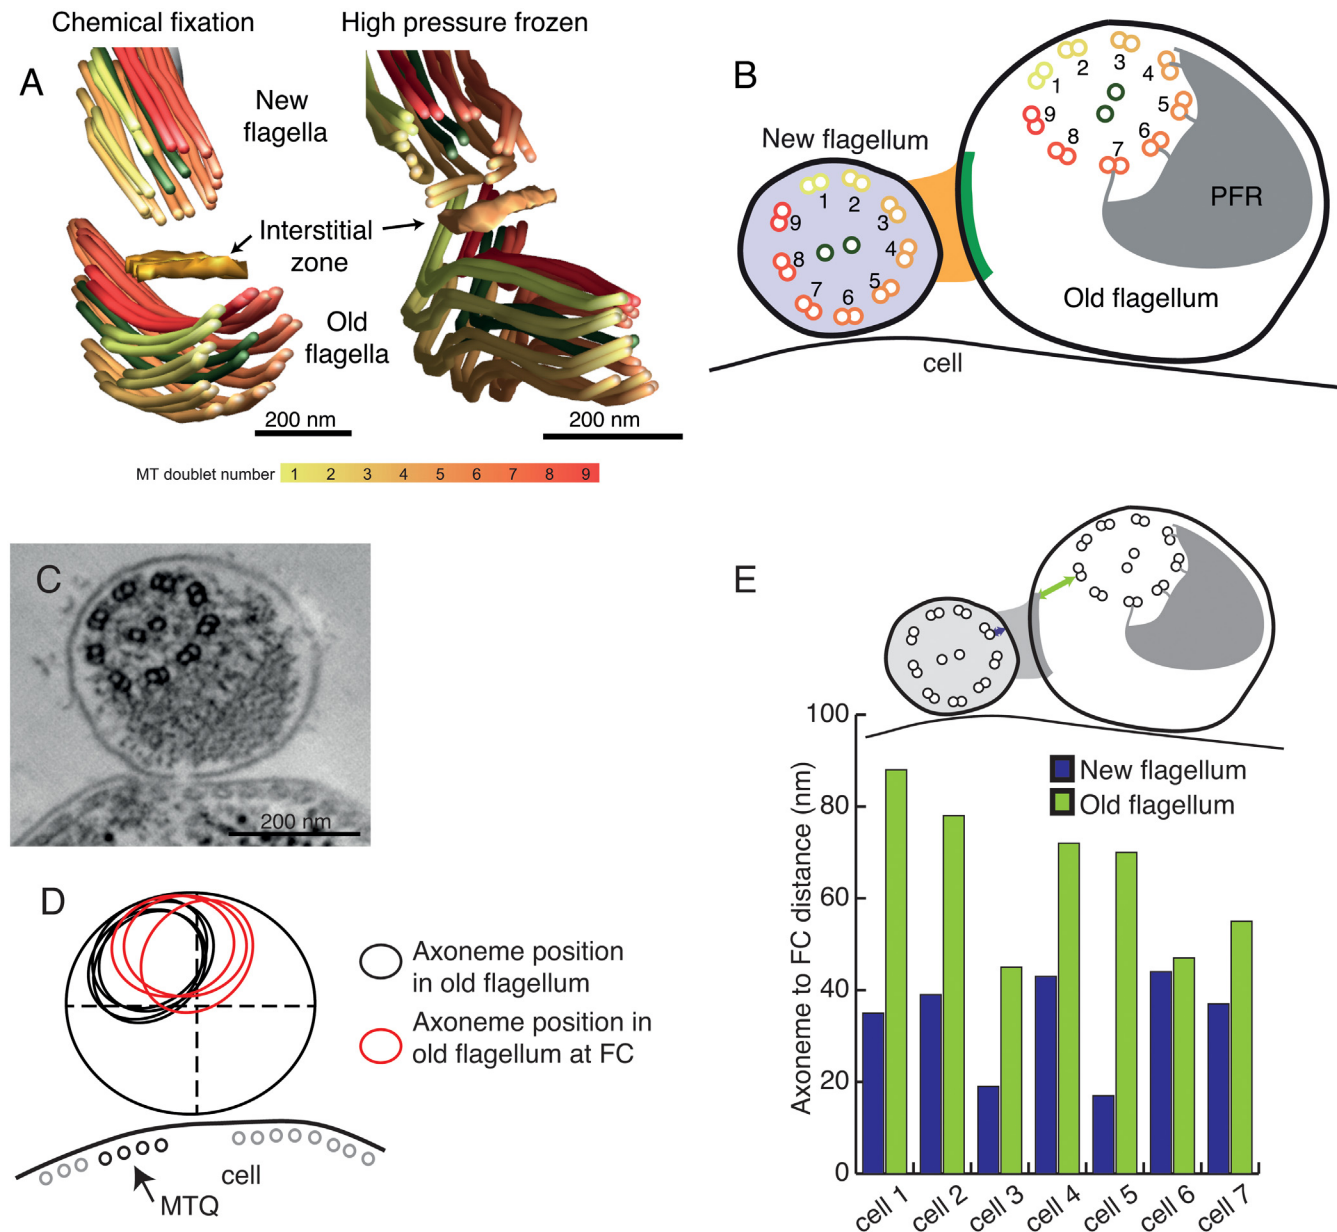 Chemical fixation
High pressure frozen
A
New
flagella
Interstitial
zone
Old
flagella
200 nm
200 nm
MT doublet number 1 2 3 4 5 6 7 8 9
B
New flagellum
1 2 3 4 5 6 7 8 9
1 2 3 4 5 6 7 8 9
PFR
Old flagellum
cell
C
200 nm
D
Axoneme position
in old flagellum
Axoneme position in
old flagellum at FC
cell
MTQ
E
New flagellum
Old flagellum
Axoneme to FC distance (nm)
100
80
60
40
20
0
cell 1 cell 2 cell 3 cell 4 cell 5 cell 6 cell 7